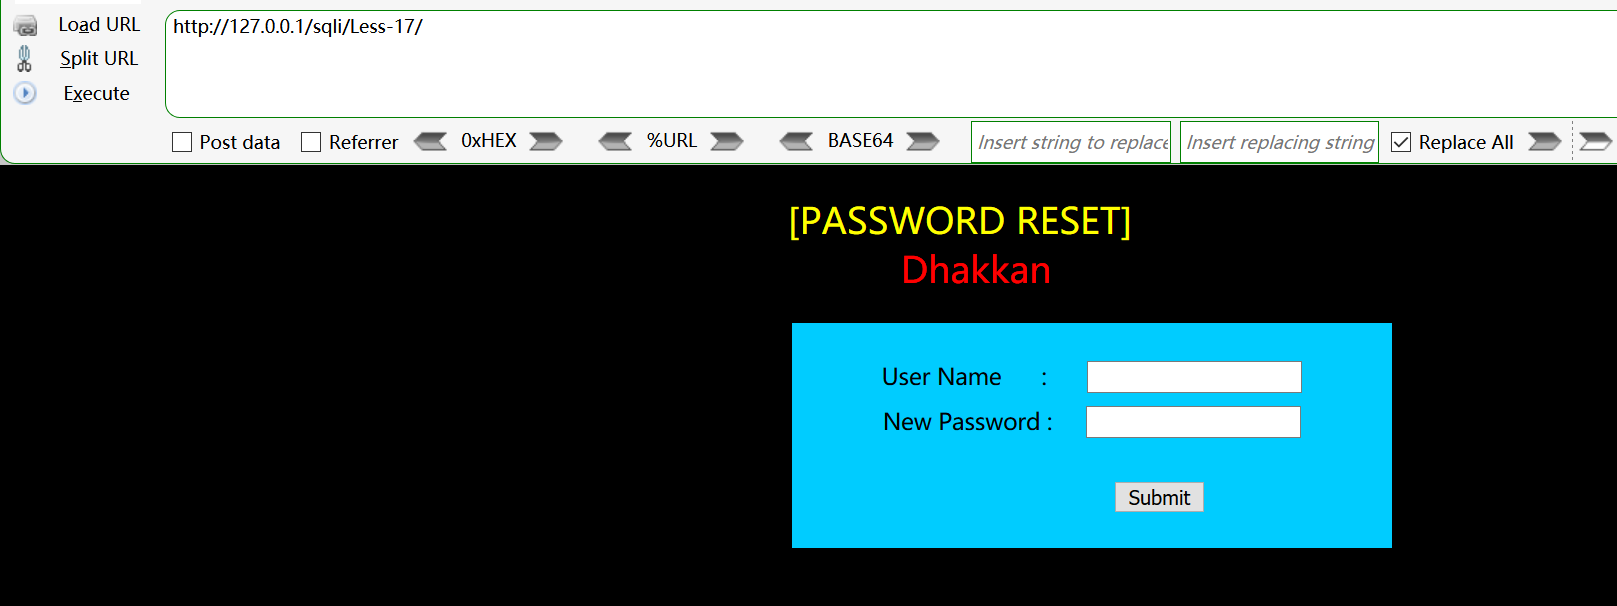 Load URL
http://127.0.0.1/sqli/Less-17/
Split URL
Execute
Post data Referrer 0xHEX %URL BASE64 Insert string to replace Insert replacing string Replace All
[PASSWORD RESET]
Dhakkan
User Name :
New Password :
Submit